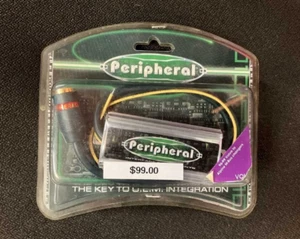 Peripheral
Peripheral
$99.00
THE KEY TO O.E.M. INTEGRATION